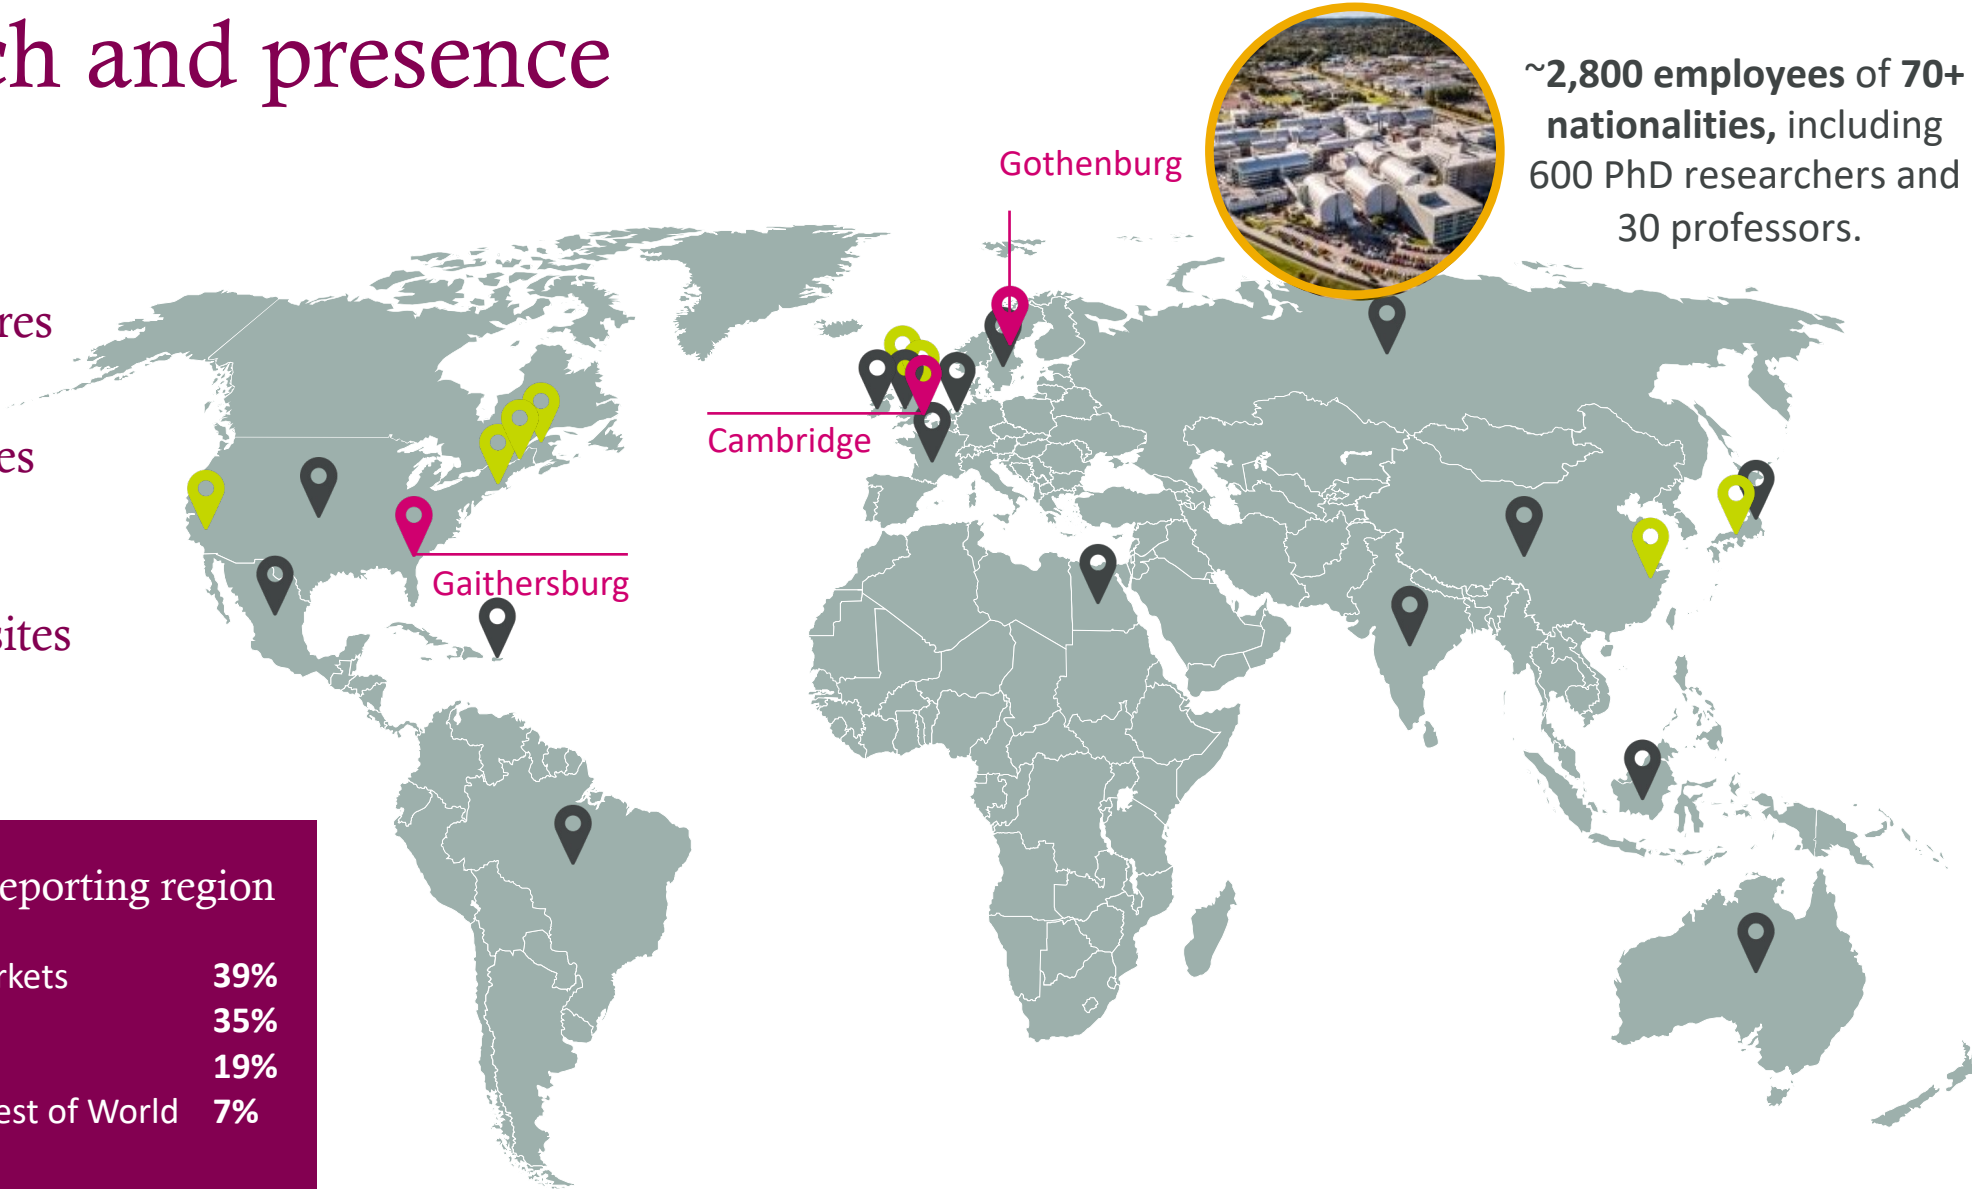 ch and presence
~2,800 employees of 70+
nationalities, including
600 PhD researchers and
30 professors.
Gothenburg
res
Cambridge
es
Gaithersburg
sites
eporting region
rkets 39%
35%
19%
est of World 7%